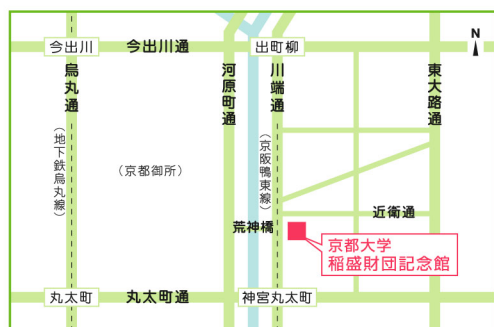 今出川
今出川通
出町柳
N
烏丸通
河原町通
川端通
東大路通
（地下鉄烏丸線）
（京都御所）
（京阪鴨東線）
近衛通
荒神橋
京都大学
稲盛財団記念館
丸太町
丸太町通
神宮丸太町